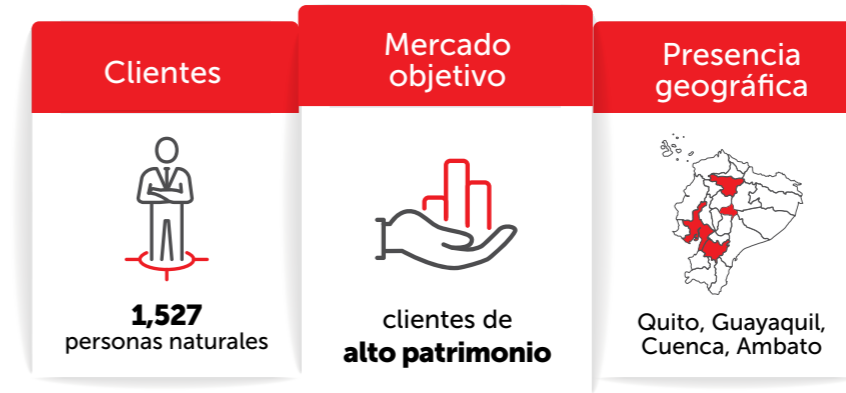 Clientes
1,527
personas naturales
Mercado
objetivo
clientes de
alto patrimonio
Presencia
geográfica
Quito, Guayaquil,
Cuenca, Ambato